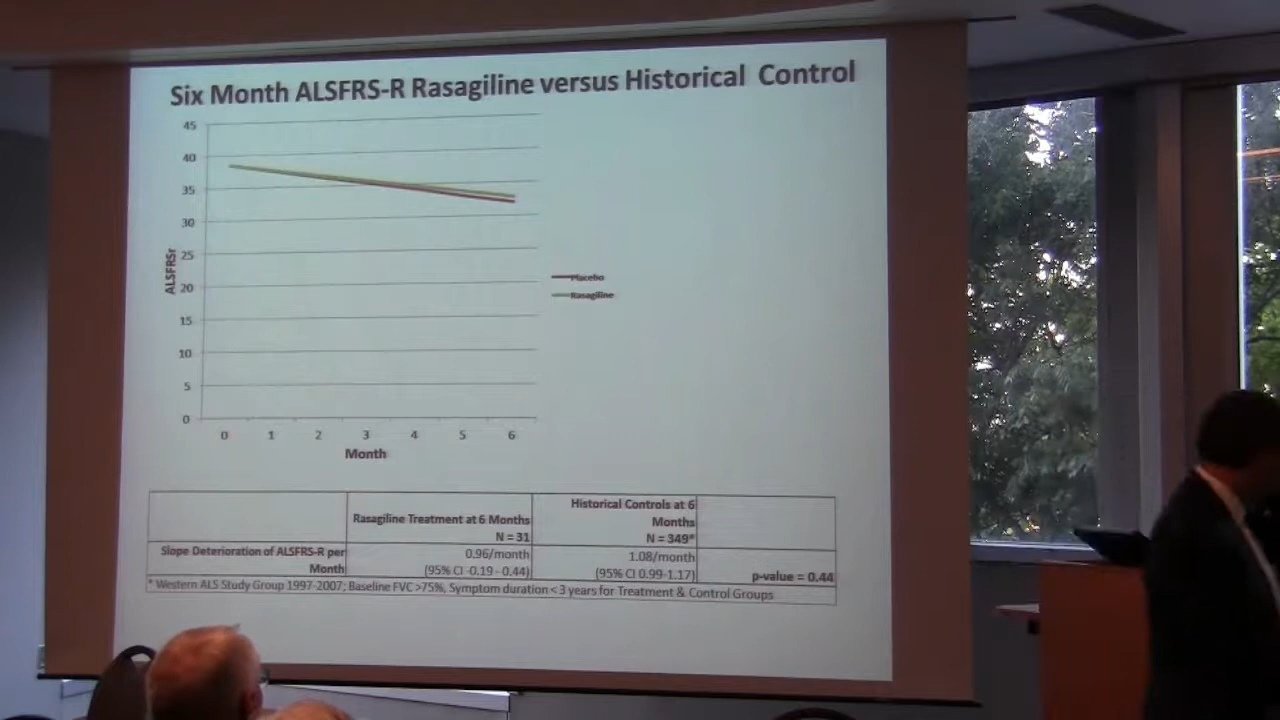 Six Month ALSFRS-R Rasagiline versus Historical Control
45
40
35
30
25
20
15
10
5
0
ALSFRSr
0 1 2 3 4 5 6
Month
Placebo
Rasagiline
Rasagiline Treatment at 6 Months
N = 31
Historical Controls at 6
Months
N = 349*
Slope Deterioration of ALSFRS-R per
Month
0.96/month
(95% CI -0.19 - 0.44)
1.08/month
(95% CI 0.99-1.17)
p-value = 0.44
* Western ALS Study Group 1997-2007; Baseline FVC >75%, Symptom duration < 3 years for Treatment & Control Groups